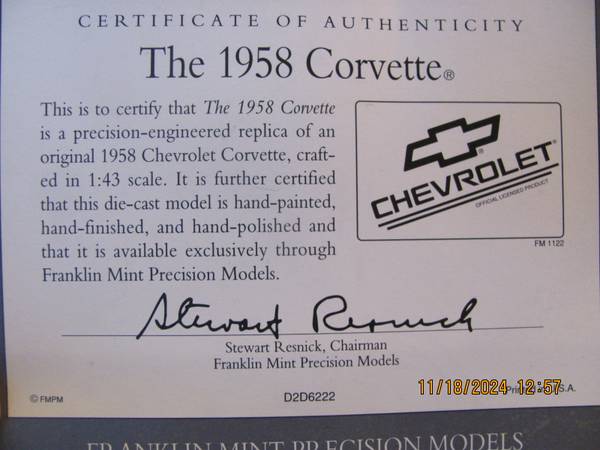 CERTIFICATE OF AUTHENTICITY
The 1958 Corvette®
This is to certify that The 1958 Corvette
is a precision-engineered replica of an
original 1958 Chevrolet Corvette, craft-
ed in 1:43 scale. It is further certified
that this die-cast model is hand-painted,
hand-finished, and hand-polished and
that it is available exclusively through
Franklin Mint Precision Models.
CHEVROLET
OFFICIAL LICENSED PRODUCT
FM 1122
Stewart Resnick
Stewart Resnick, Chairman
Franklin Mint Precision Models
© FMPM
D2D6222
11/18/2024 12:57
FRANKLIN MINT PRECISION MODELS